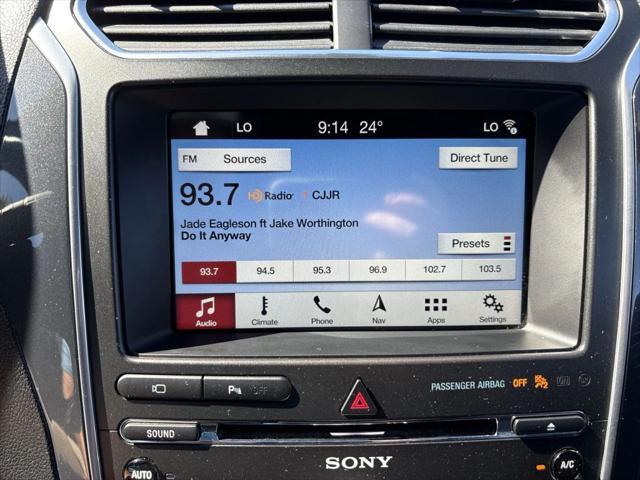 LO 9:14 24° LO
FM Sources Direct Tune
93.7 HD Radio 1 CJJR
Jade Eagleson ft Jake Worthington
Do It Anyway
Presets
93.7 94.5 95.3 96.9 102.7 103.5
Audio Climate Phone Nav Apps Settings
P OFF
PASSENGER AIRBAG OFF
SOUND
SONY
AUTO A/C